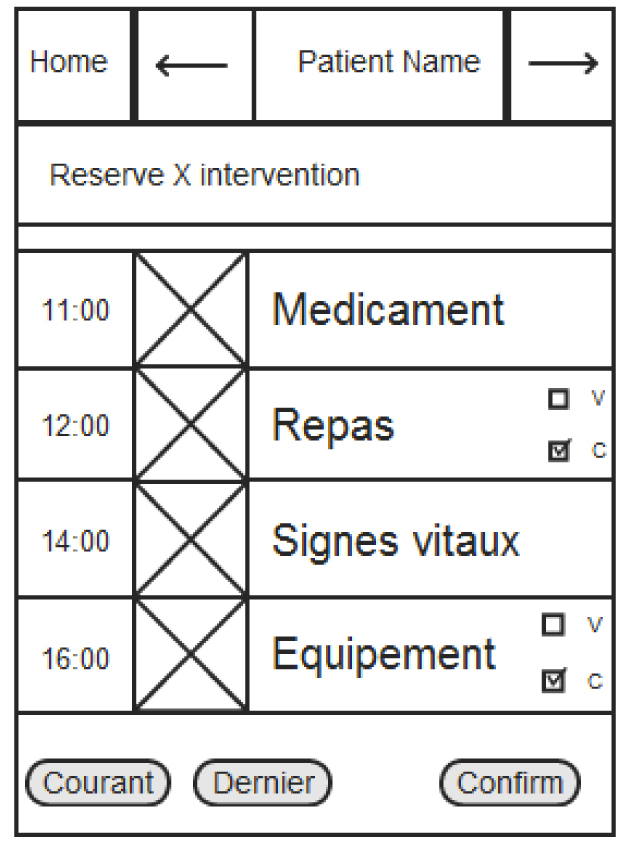 Home
Patient Name
Reserve X intervention
11:00 Medicament
12:00 Repas
V
C
14:00 Signes vitaux
16:00 Equipement
V
C
Courant Dernier Confirm